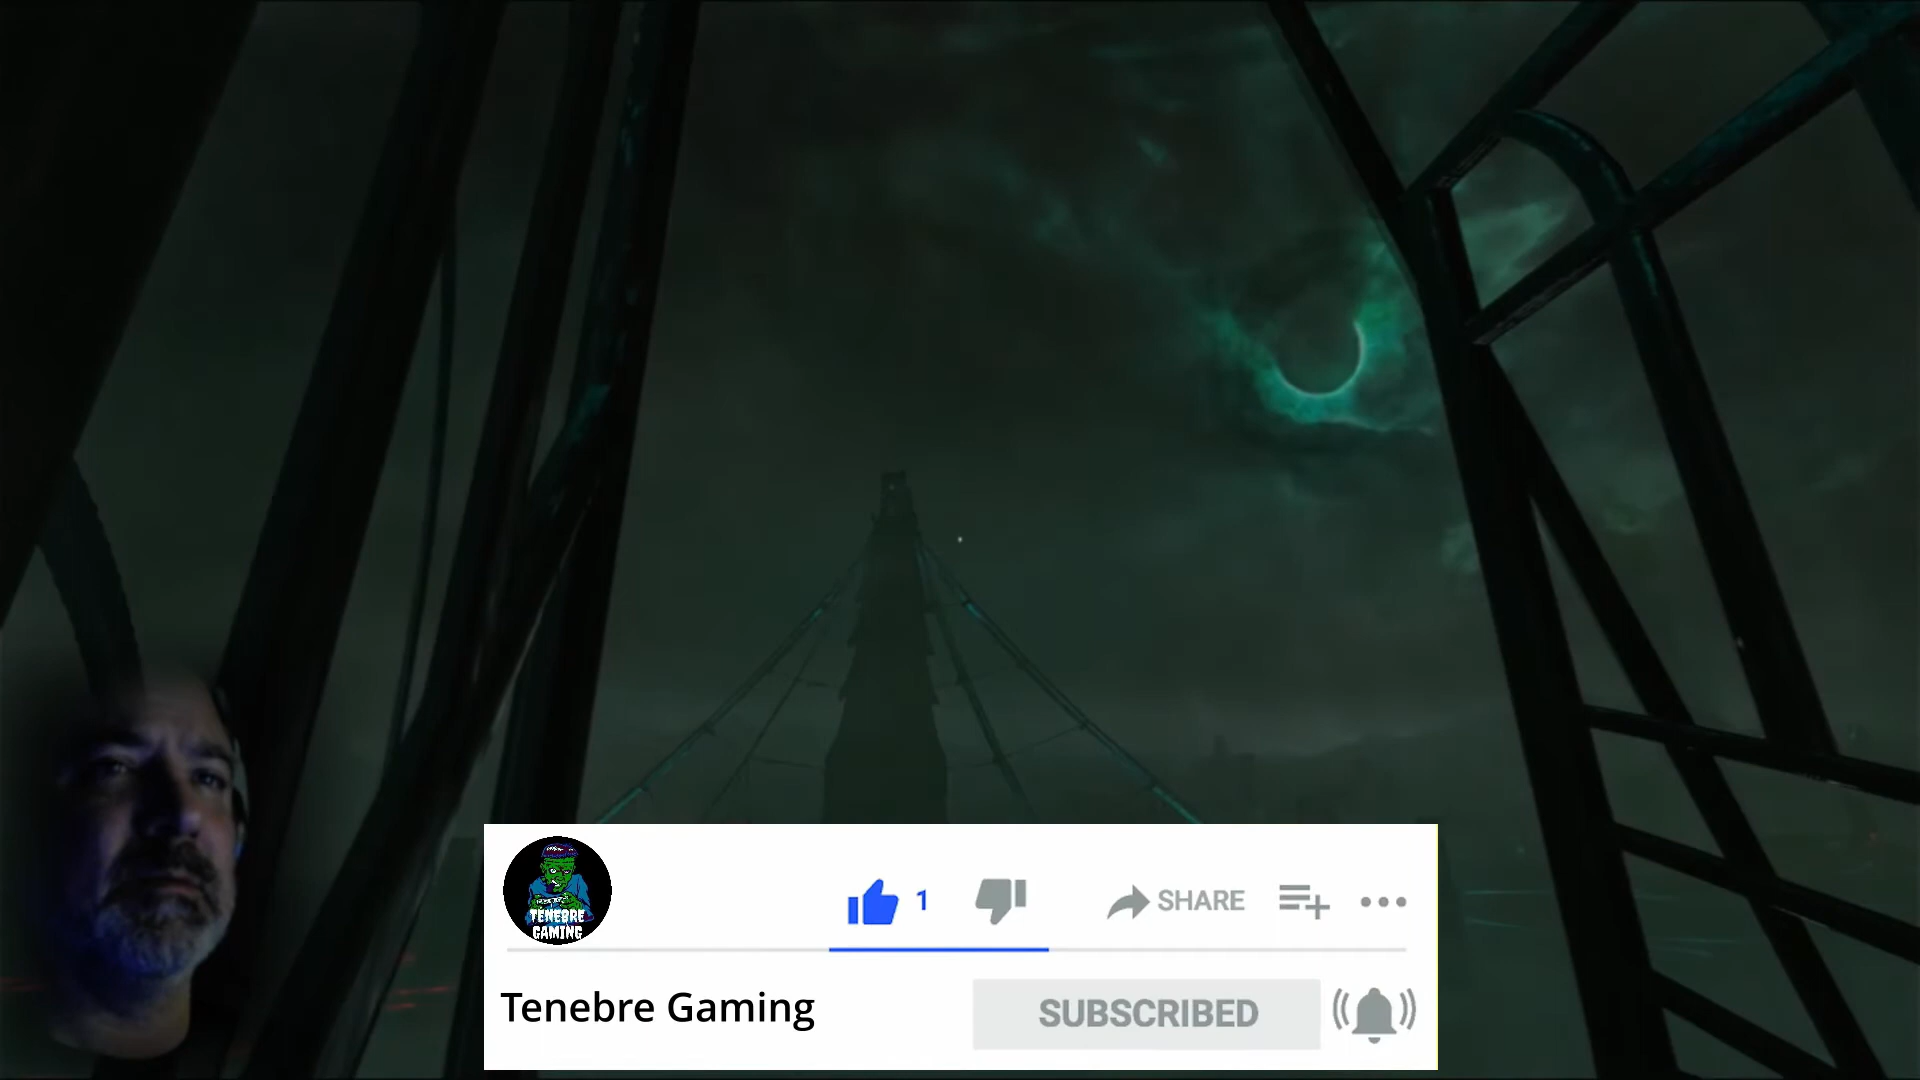 TENEBRE
GAMING
1
SHARE
Tenebre Gaming
SUBSCRIBED